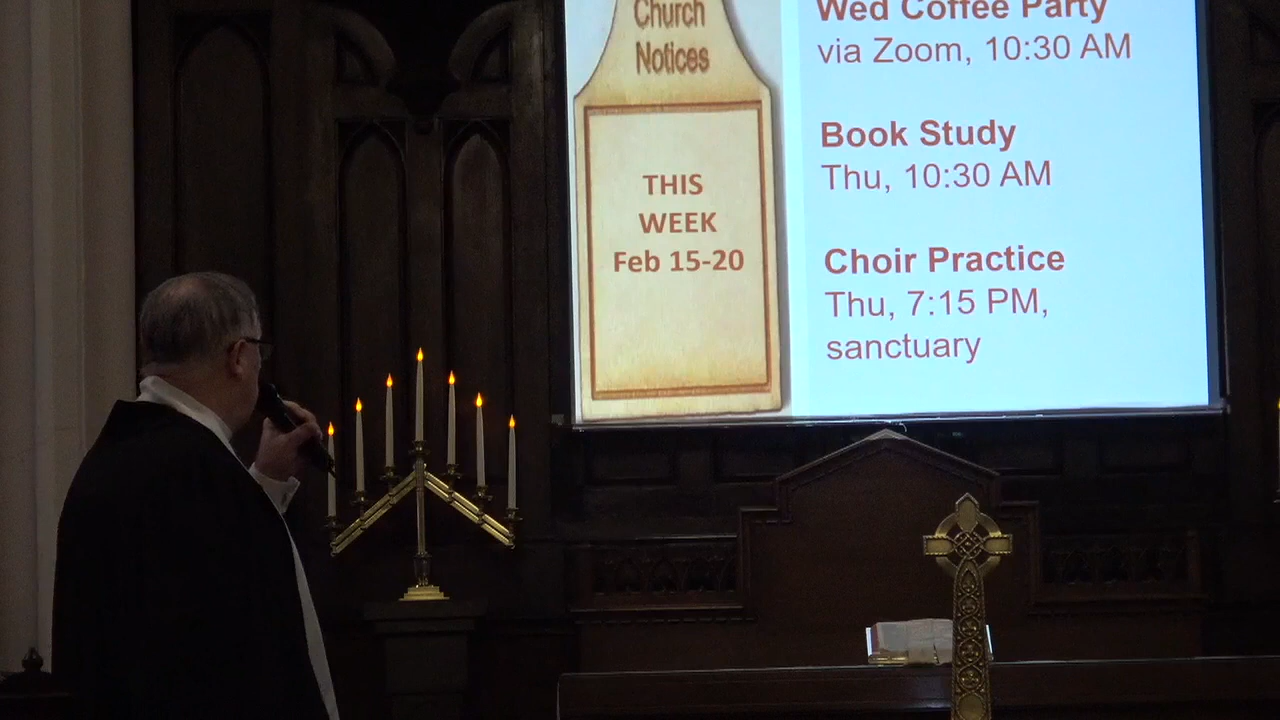 Church
Notices
THIS
WEEK
Feb 15-20
Wed Coffee Party
via Zoom, 10:30 AM
Book Study
Thu, 10:30 AM
Choir Practice
Thu, 7:15 PM,
sanctuary